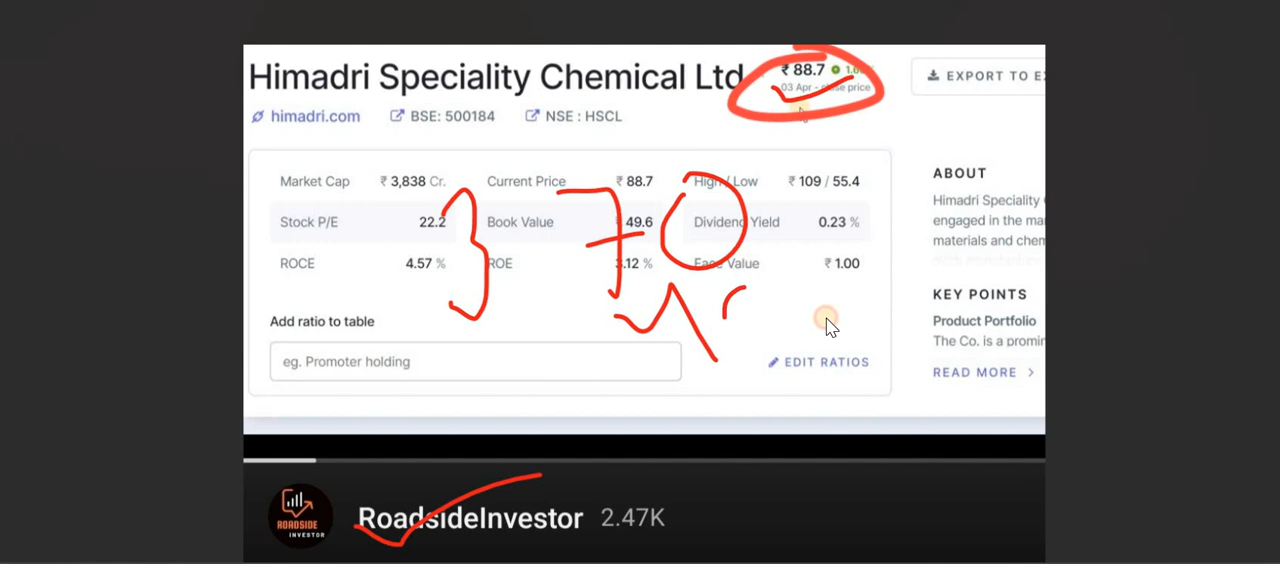 Himadri Speciality Chemical Ltd
₹ 88.7
03 Apr - close price
EXPORT TO
himadri.com BSE: 500184 NSE : HSCL
Market Cap ₹ 3,838 Cr. Current Price ₹ 88.7 High / Low ₹ 109 / 55.4
Stock P/E 22.2 Book Value 49.6 Dividend Yield 0.23 %
ROCE 4.57 % ROE 3.12 % Face Value ₹ 1.00
370
Add ratio to table
eg. Promoter holding
EDIT RATIOS
ABOUT
Himadri Speciality
engaged in the
materials and
KEY POINTS
Product Portfolio
The Co. is a
READ MORE
RoadsideInvestor 2.47K
ROADSIDE
INVESTOR